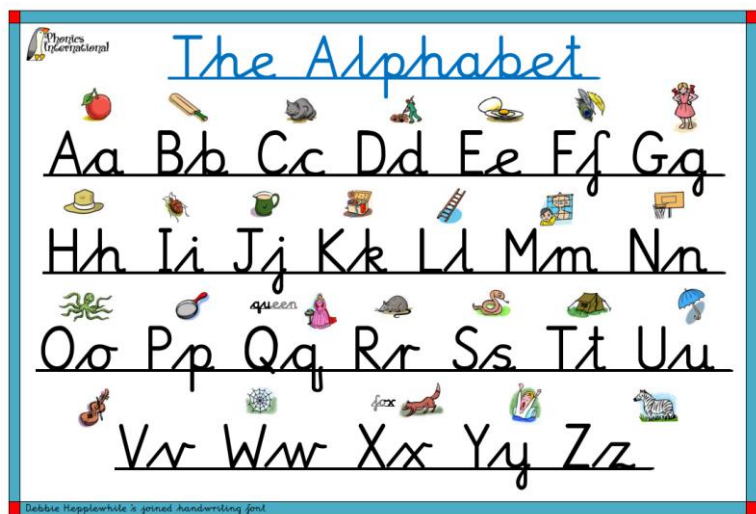 Phonics
International
The Alphabet
Aa Bb Cc Dd Ee Ff Gg
Hh Ii Jj Kk Ll Mm Nn
queen
Oo Pp Qq Rr Ss Tt Uu
fox
Vv Ww Xx Yy Zz
Debbie Hepplewhite's joined handwriting font